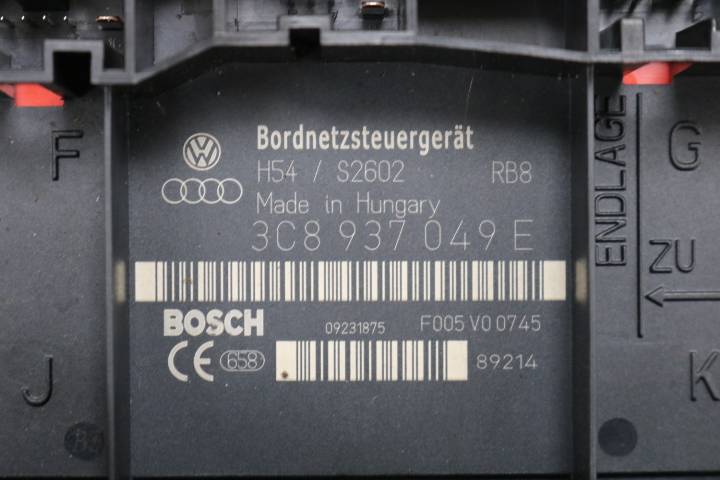 F
Bordnetzsteuergerät
H54 / S2602 RB8
Made in Hungary
3C8 937 049 E
BOSCH 09231875 F005 V0 0745
CE 658 89214
J
G
ENDLAGE
ZU
K